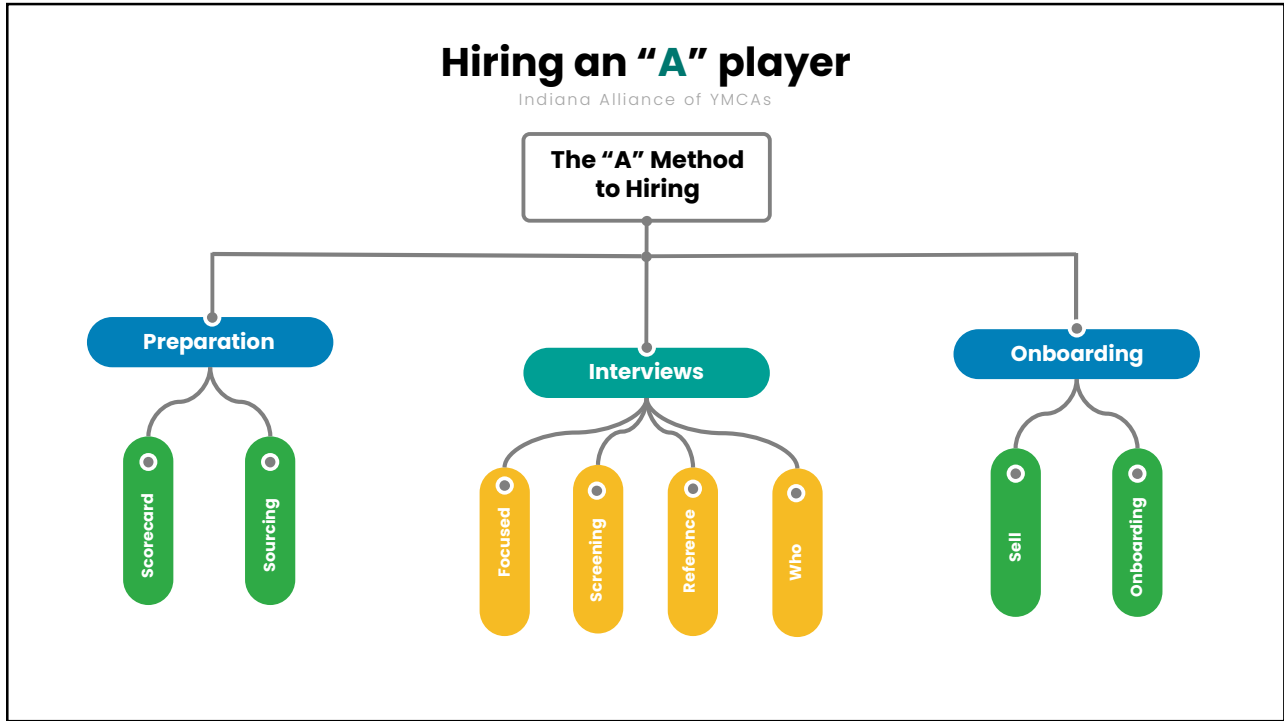 Hiring an “A” player
Indiana Alliance of YMCAs
The “A” Method
to Hiring
Preparation
Interviews
Onboarding
Scorecard
Sourcing
Focused
Screening
Reference
Who
Sell
Onboarding